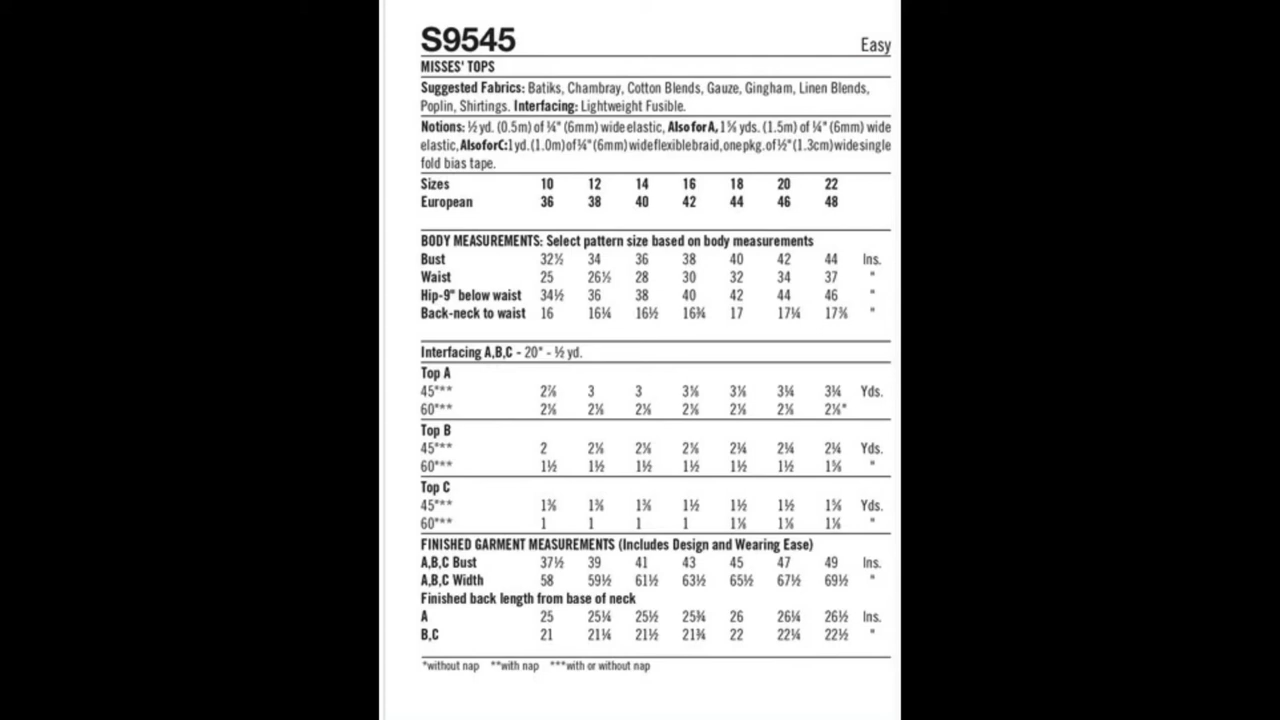 S9545 Easy
MISSES' TOPS
Suggested Fabrics: Batiks, Chambray, Cotton Blends, Gauze, Gingham, Linen Blends,
Poplin, Shirtings. Interfacing: Lightweight Fusible.
Notions: ½ yd. (0.5m) of ¼" (6mm) wide elastic, Also for A, 1⅝ yds. (1.5m) of ¼" (6mm) wide
elastic, Also for C: 1 yd. (1.0m) of ¼" (6mm) wide flexible braid, one pkg. of ½" (1.3cm) wide single
fold bias tape.
Sizes 10 12 14 16 18 20 22
European 36 38 40 42 44 46 48
BODY MEASUREMENTS: Select pattern size based on body measurements
Bust 32½ 34 36 38 40 42 44 Ins.
Waist 25 26½ 28 30 32 34 37 "
Hip-9" below waist 34½ 36 38 40 42 44 46 "
Back-neck to waist 16 16¼ 16½ 16¾ 17 17¼ 17⅜ "
Interfacing A,B,C - 20" - ½ yd.
Top A
45"*** 2⅞ 3 3 3⅛ 3⅛ 3¼ 3¼ Yds.
60"***
Top B
45"*** 2 2⅛ 2⅛ 2⅛ 2¼ 2¼ 2¼ Yds.
60"*** 1½ 1½ 1½ 1½ 1½ 1½ 1⅝ "
Top C
45"*** 1⅜ 1⅜ 1⅜ 1½ 1½ 1½ 1⅝ Yds.
60"*** 1 1 1 1 1⅛ 1⅛ 1⅛ "
FINISHED GARMENT MEASUREMENTS (Includes Design and Wearing Ease)
A,B,C Bust 37½ 39 41 43 45 47 49 Ins.
A,B,C Width 58 59½ 61½ 63½ 65½ 67½ 69½ "
Finished back length from base of neck
A 25 25¼ 25½ 25¾ 26 26¼ 26½ Ins.
B,C 21 21¼ 21½ 21¾ 22 22¼ 22½ "
*without nap **with nap ***with or without nap